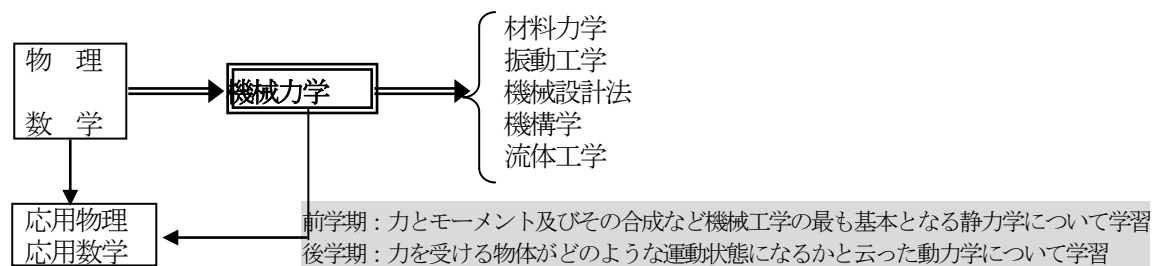 物　理
数　学
機械力学
材料力学
振動工学
機械設計法
機構学
流体工学
応用物理
応用数学
前学期：力とモーメント及びその合成など機械工学の最も基本となる静力学について学習
後学期：力を受ける物体がどのような運動状態になるかと云った動力学について学習